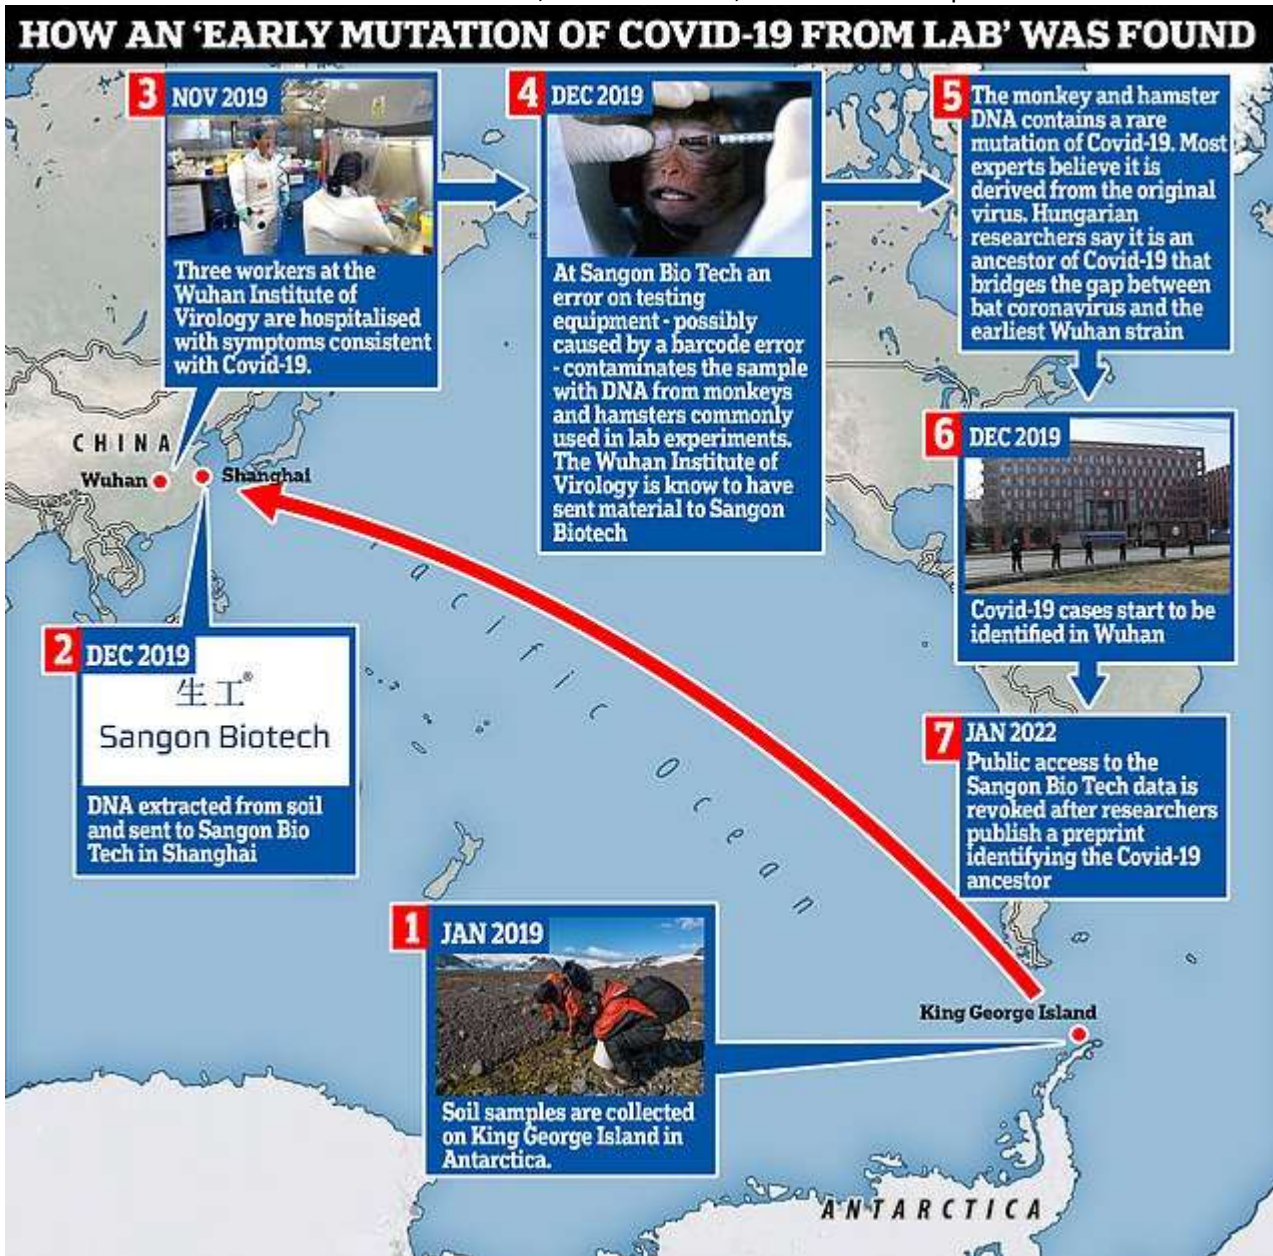 HOW AN ‘EARLY MUTATION OF COVID-19 FROM LAB’ WAS FOUND
3 NOV 2019
Three workers at the
Wuhan Institute of
Virology are hospitalised
with symptoms consistent
with Covid-19.
4 DEC 2019
At Sangon Bio Tech an
error on testing
equipment - possibly
caused by a barcode error
- contaminates the sample
with DNA from monkeys
and hamsters commonly
used in lab experiments.
The Wuhan Institute of
Virology is know to have
sent material to Sangon
Biotech
5 The monkey and hamster
DNA contains a rare
mutation of Covid-19. Most
experts believe it is
derived from the original
virus. Hungarian
researchers say it is an
ancestor of Covid-19 that
bridges the gap between
bat coronavirus and the
earliest Wuhan strain
6 DEC 2019
Covid-19 cases start to be
identified in Wuhan
7 JAN 2022
Public access to the
Sangon Bio Tech data is
revoked after researchers
publish a preprint
identifying the Covid-19
ancestor
CHINA
Wuhan
Shanghai
2 DEC 2019
生工®
Sangon Biotech
DNA extracted from soil
and sent to Sangon Bio
Tech in Shanghai
Pacific Ocean
1 JAN 2019
Soil samples are collected
on King George Island in
Antarctica.
King George Island
ANTARCTICA